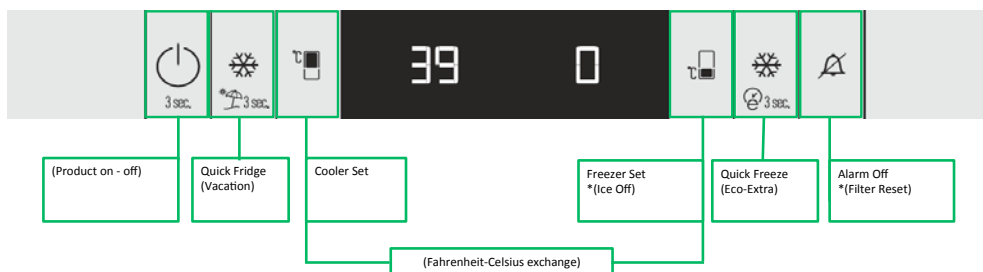 ℃
39
0
℃
3 sec.
3 sec.
e 3 sec.
(Product on - off)
Quick Fridge
(Vacation)
Cooler Set
Freezer Set
*(Ice Off)
Quick Freeze
(Eco-Extra)
Alarm Off
*(Filter Reset)
(Fahrenheit-Celsius exchange)